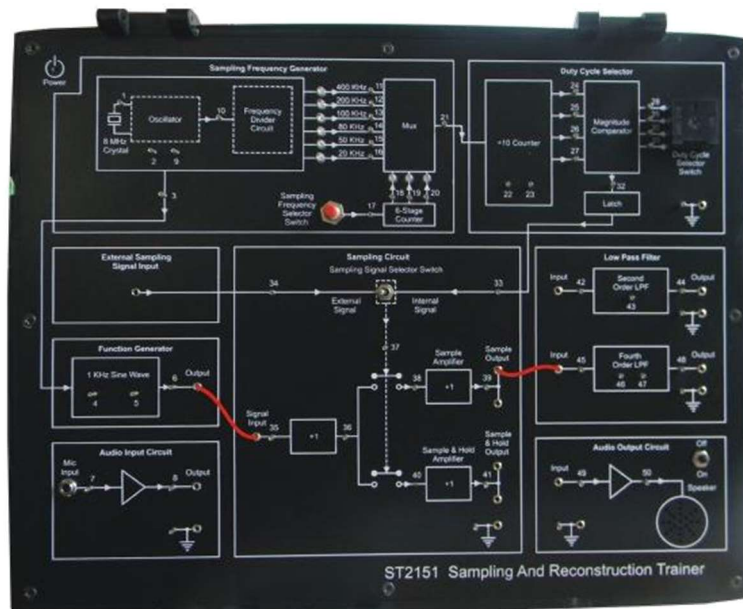 Power
Sampling Frequency Generator
1
Oscillator
10
Frequency
Divider
Circuit
8 MHz
Crystal
2 9
3
400 KHz 11
200 KHz 12
100 KHz 13
80 KHz 14
50 KHz 15
20 KHz 16
Mux
21
18 19 20
Sampling
Frequency
Selector
Switch
17
6-Stage
Counter
Duty Cycle Selector
÷10 Counter
22 23
24
25
26
27
Magnitude
Comparator
28
Duty Cycle
Selector
Switch
32
Latch
External Sampling
Signal Input
Sampling Circuit
Sampling Signal Selector Switch
34
External
Signal
Internal
Signal
33
37
Signal
Input
35
+1
36
38
Sample
Amplifier
+1
39
Sample
Output
40
Sample & Hold
Amplifier
+1
41
Sample
& Hold
Output
Low Pass Filter
Input
42
Second
Order LPF
43
44
Output
Input
45
Fourth
Order LPF
46 47
48
Output
Function Generator
1 KHz Sine Wave
4 5
6
Output
Audio Input Circuit
Mic
Input
7
8
Output
Audio Output Circuit
Off
On
Input
49
50
Speaker
ST2151 Sampling And Reconstruction Trainer